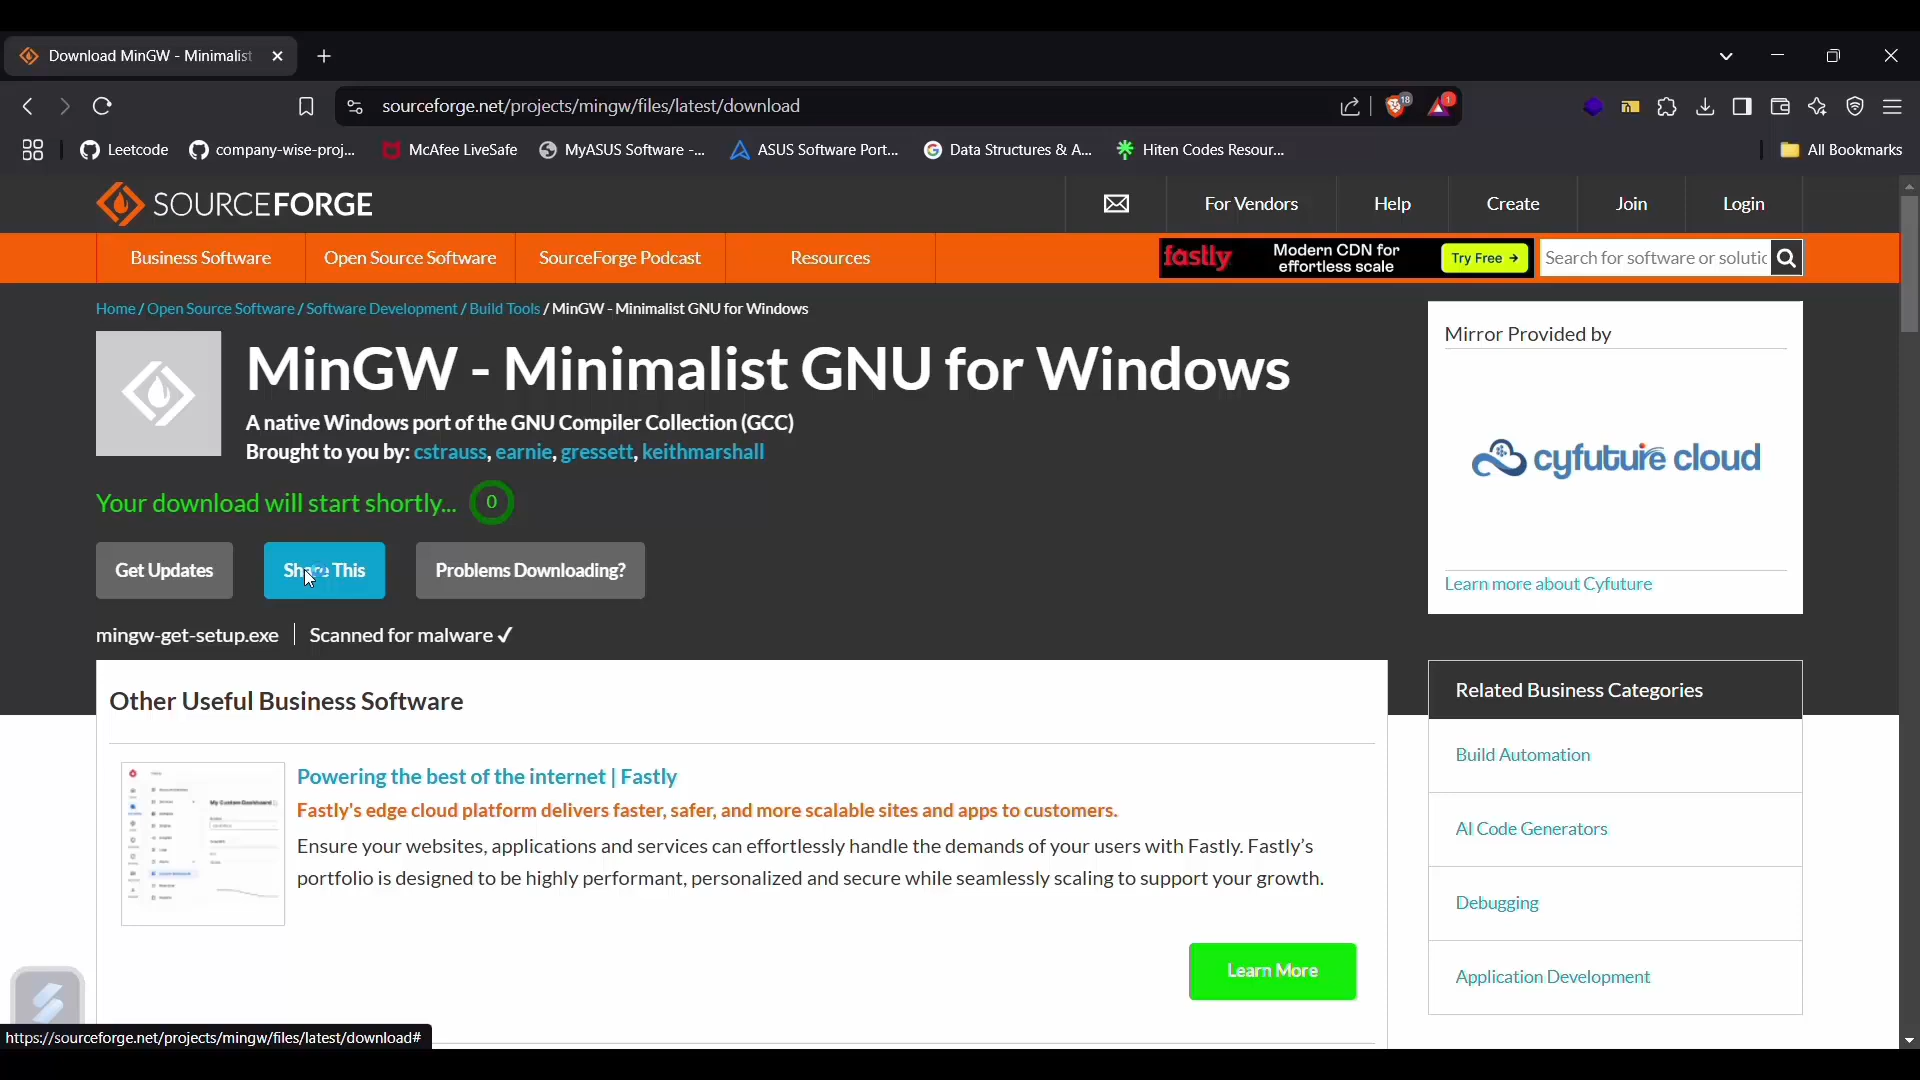 Download MinGW - Minimalist
sourceforge.net/projects/mingw/files/latest/download
18
1
Leetcode
company-wise-proj...
McAfee LiveSafe
MyASUS Software -...
ASUS Software Port...
Data Structures & A...
Hiten Codes Resour...
All Bookmarks
SOURCEFORGE
For Vendors
Help
Create
Join
Login
Business Software
Open Source Software
SourceForge Podcast
Resources
fastly
Modern CDN for
effortless scale
Try Free →
Search for software or solutic
Home / Open Source Software / Software Development / Build Tools / MinGW - Minimalist GNU for Windows
MinGW - Minimalist GNU for Windows
A native Windows port of the GNU Compiler Collection (GCC)
Brought to you by: cstrauss, earnie, gressett, keithmarshall
Your download will start shortly... 0
Get Updates
Share This
Problems Downloading?
mingw-get-setup.exe
Scanned for malware ✓
Mirror Provided by
cyfuture cloud
Learn more about Cyfuture
Other Useful Business Software
My Custom Dashboard
Powering the best of the internet | Fastly
Fastly's edge cloud platform delivers faster, safer, and more scalable sites and apps to customers.
Ensure your websites, applications and services can effortlessly handle the demands of your users with Fastly. Fastly's
portfolio is designed to be highly performant, personalized and secure while seamlessly scaling to support your growth.
Learn More
Related Business Categories
Build Automation
AI Code Generators
Debugging
Application Development
https://sourceforge.net/projects/mingw/files/latest/download#